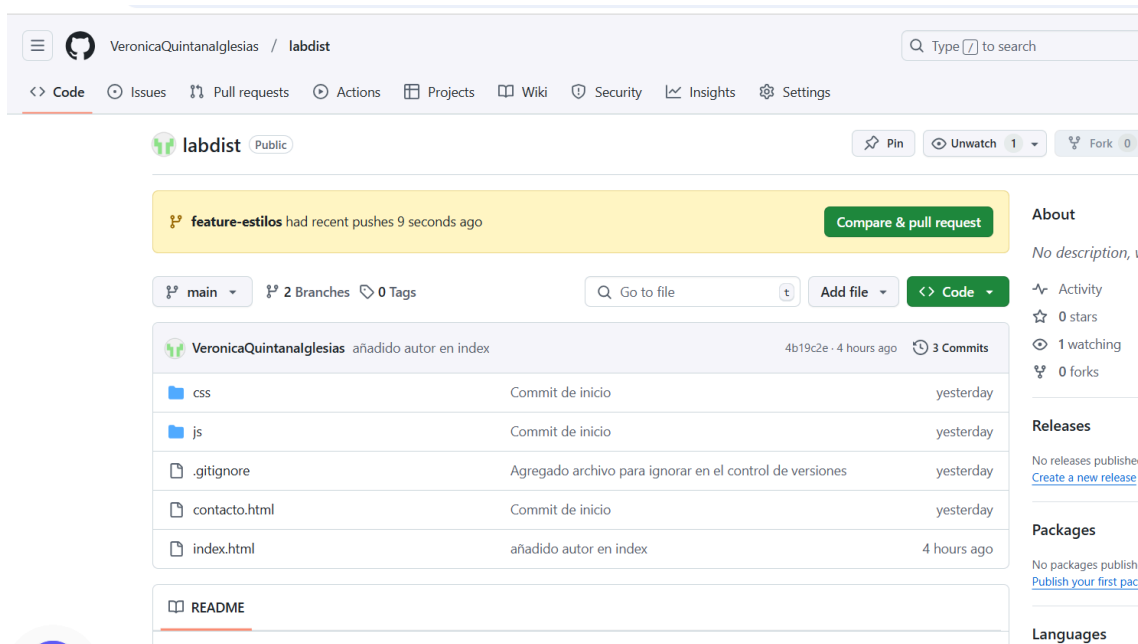 VeronicaQuintanaIglesias / labdist
Type / to search
Code Issues Pull requests Actions Projects Wiki Security Insights Settings
labdist Public
Pin Unwatch 1 Fork 0
feature-estilos had recent pushes 9 seconds ago
Compare & pull request
main 2 Branches 0 Tags
Go to file t
Add file Code
VeronicaQuintanaIglesias añadido autor en index 4b19c2e · 4 hours ago 3 Commits
css Commit de inicio yesterday
js Commit de inicio yesterday
.gitignore Agregado archivo para ignorar en el control de versiones yesterday
contacto.html Commit de inicio yesterday
index.html añadido autor en index 4 hours ago
README
About
No description,
Activity
0 stars
1 watching
0 forks
Releases
No releases published
Create a new release
Packages
No packages publish
Publish your first pac
Languages